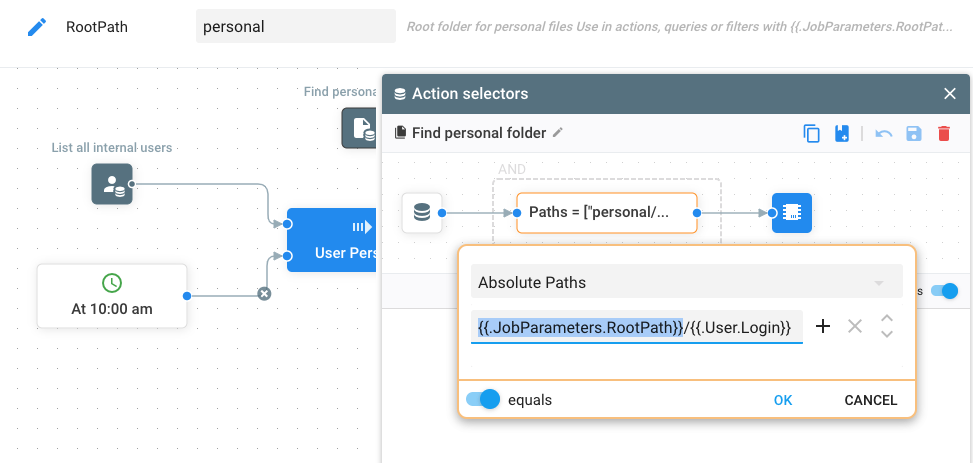 RootPath
personal
Root folder for personal files Use in actions, queries or filters with {{.JobParameters.RootPat...
Find persona
List all internal users
User Pers
At 10:00 am
Action selectors
Find personal folder
AND
Paths = ["personal/...
s
Absolute Paths
{{.JobParameters.RootPath}}/{{.User.Login}}
equals
OK
CANCEL